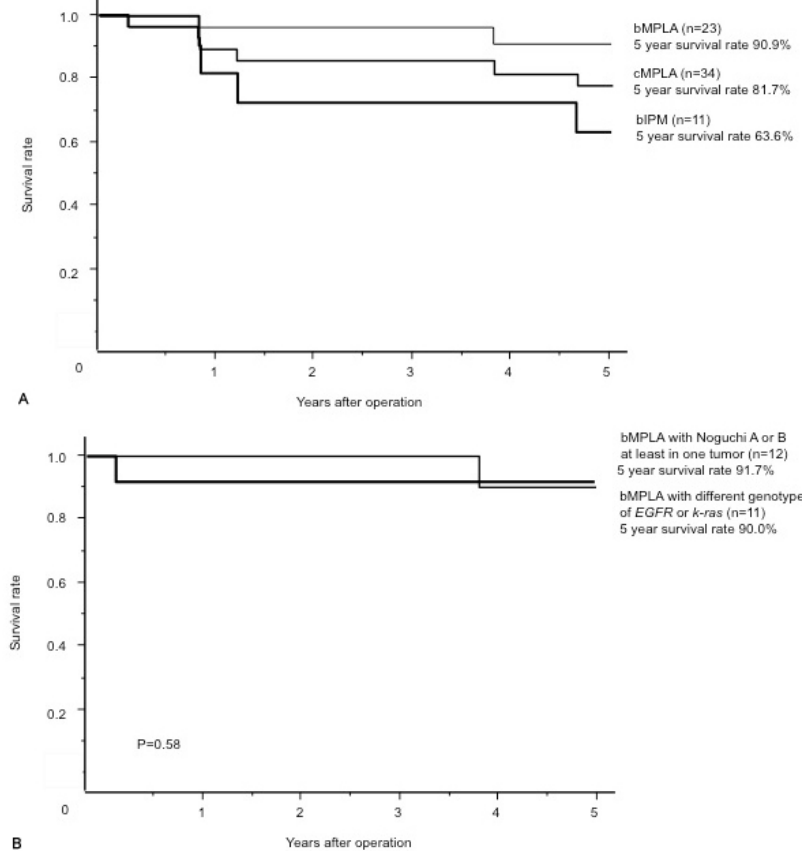 1.0
0.8
0.6
0.4
0.2
0
Survival rate
bMPLA (n=23)
5 year survival rate 90.9%
cMPLA (n=34)
5 year survival rate 81.7%
bIPM (n=11)
5 year survival rate 63.6%
1 2 3 4 5
Years after operation
A
1.0
0.8
0.6
0.4
0.2
0
Survival rate
bMPLA with Noguchi A or B
at least in one tumor (n=12)
5 year survival rate 91.7%
bMPLA with different genotype
of EGFR or k-ras (n=11)
5 year survival rate 90.0%
P=0.58
1 2 3 4 5
Years after operation
B